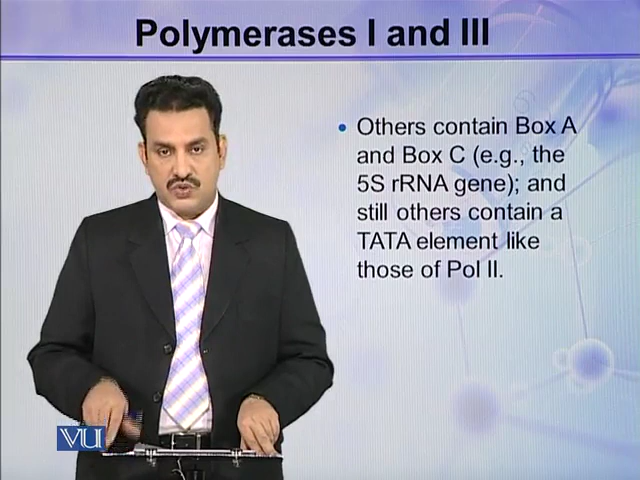 Polymerases I and III
• Others contain Box A
and Box C (e.g., the
5S rRNA gene); and
still others contain a
TATA element like
those of Pol II.
VU